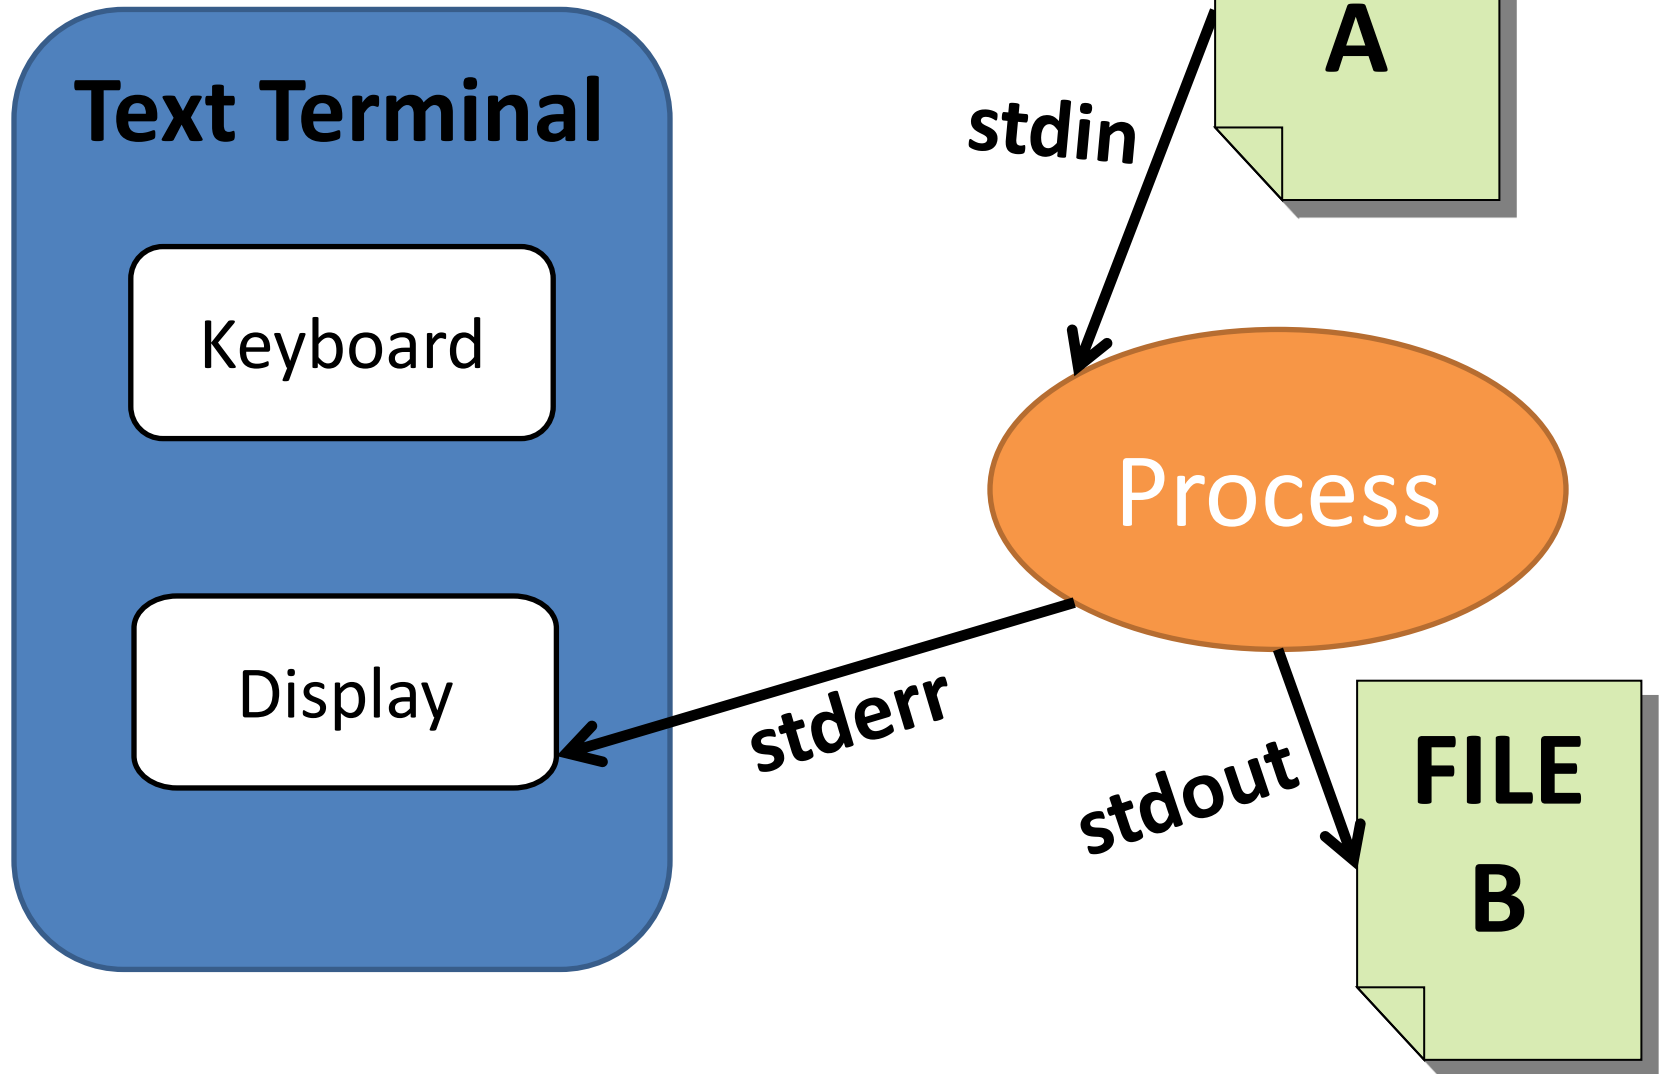 Text Terminal
Keyboard
Display
A
stdin
Process
stderr
stdout
FILE
B